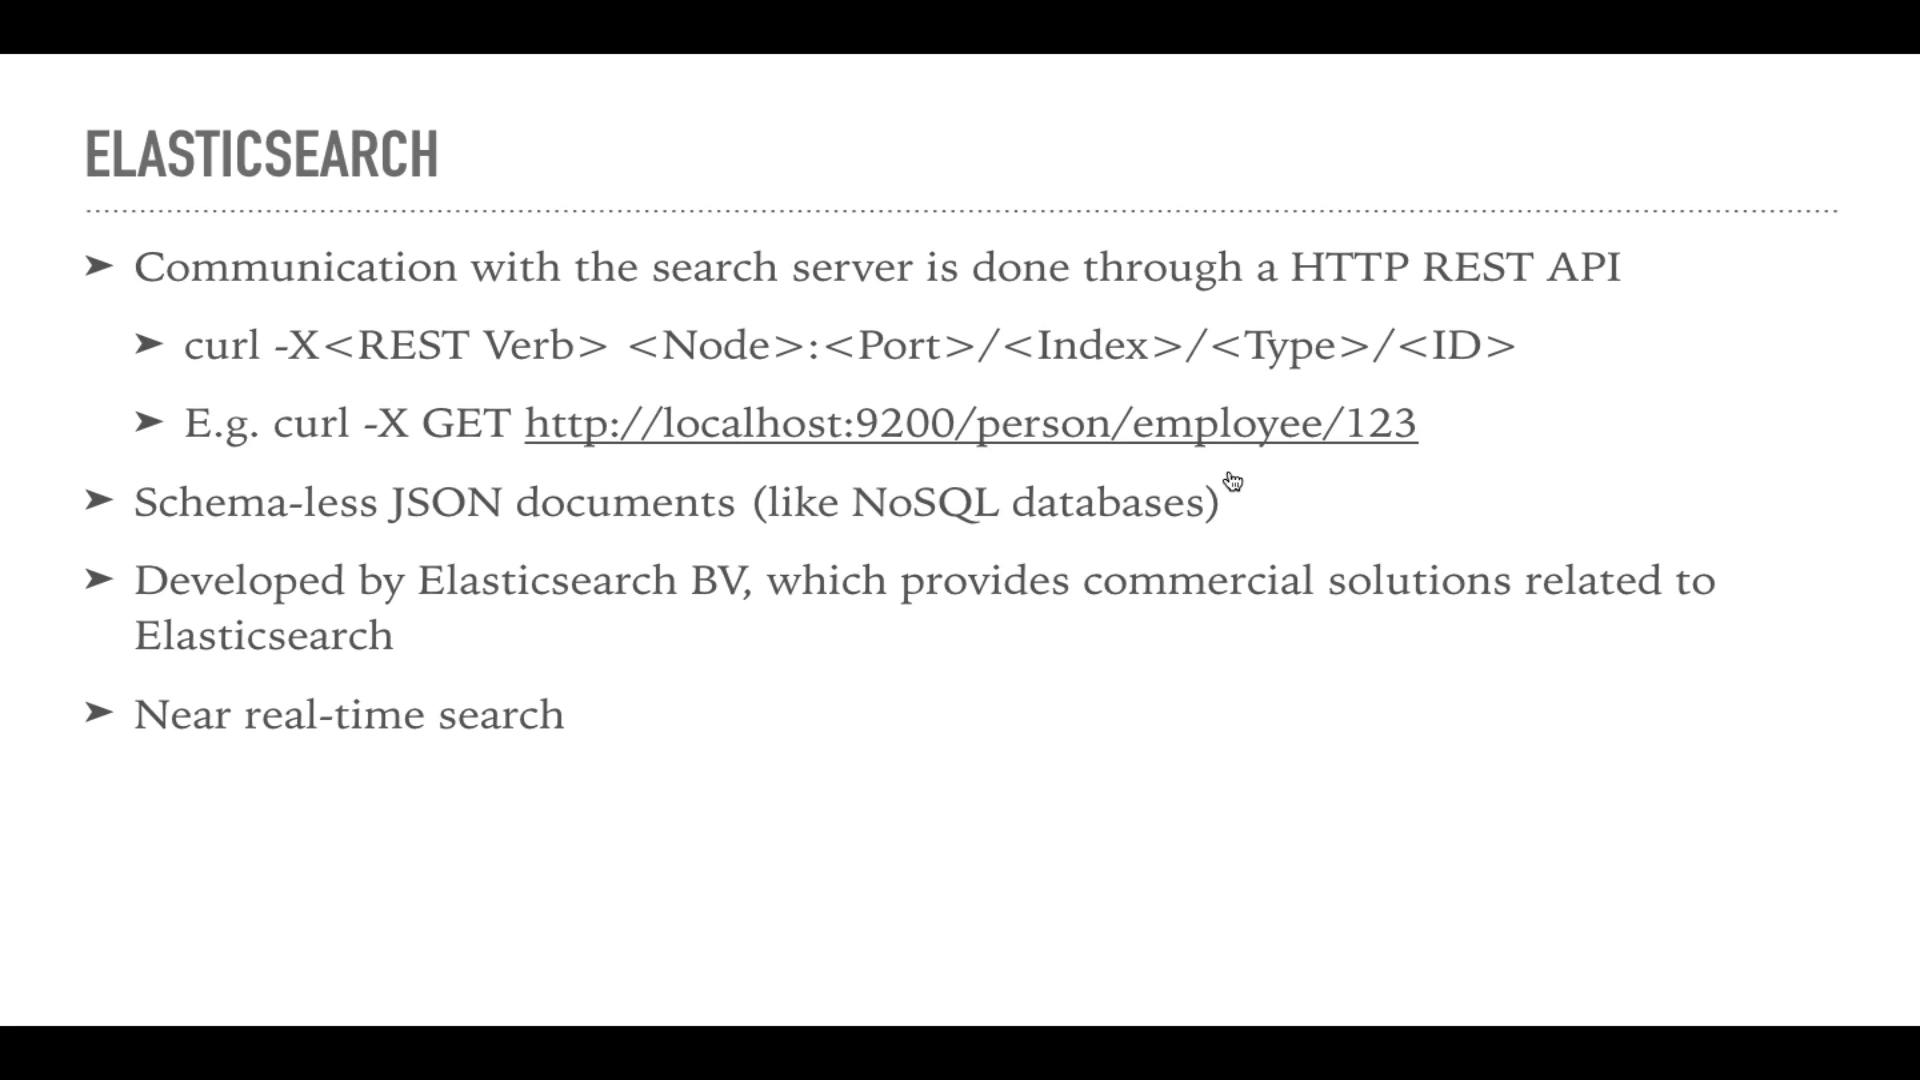 ELASTICSEARCH
➤ Communication with the search server is done through a HTTP REST API
➤ curl -X<REST Verb> <Node>:<Port>/<Index>/<Type>/<ID>
➤ E.g. curl -X GET http://localhost:9200/person/employee/123
➤ Schema-less JSON documents (like NoSQL databases)
➤ Developed by Elasticsearch BV, which provides commercial solutions related to
Elasticsearch
➤ Near real-time search